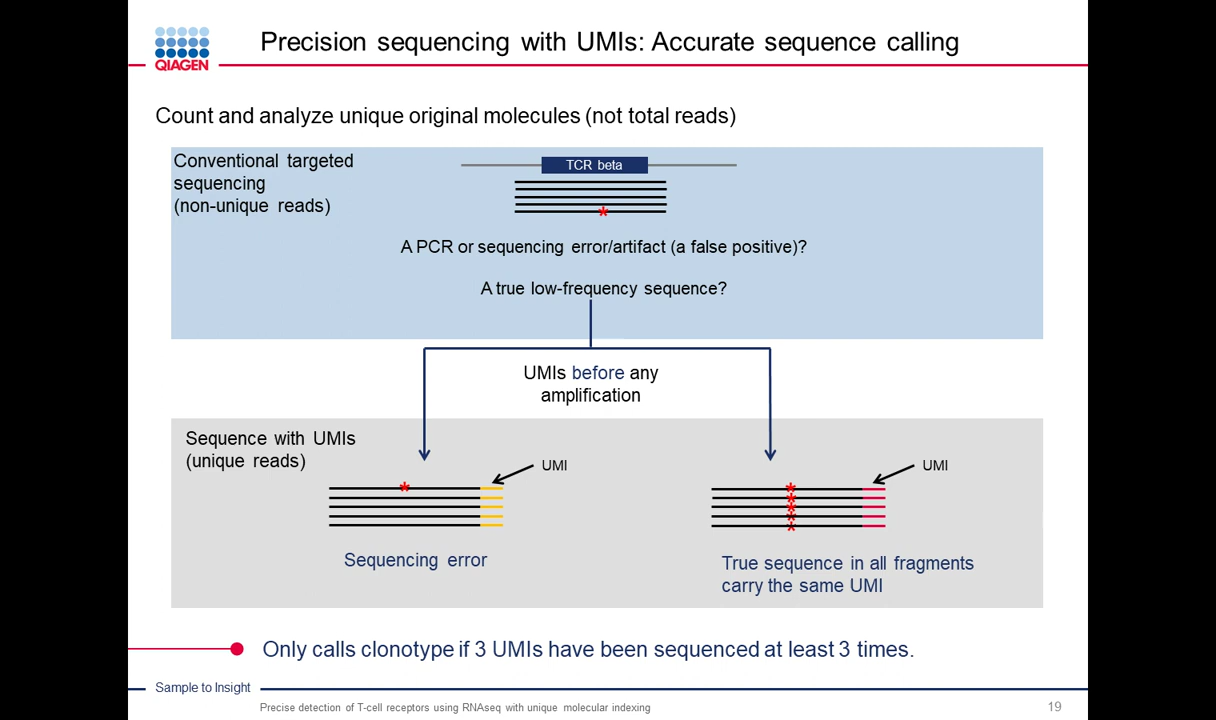 QIAGEN
Precision sequencing with UMIs: Accurate sequence calling
Count and analyze unique original molecules (not total reads)
Conventional targeted
sequencing
(non-unique reads)
TCR beta
*
A PCR or sequencing error/artifact (a false positive)?
A true low-frequency sequence?
UMIs before any
amplification
Sequence with UMIs
(unique reads)
UMI
*
Sequencing error
UMI
*
*
*
*
*
True sequence in all fragments
carry the same UMI
Only calls clonotype if 3 UMIs have been sequenced at least 3 times.
Sample to Insight
Precise detection of T-cell receptors using RNAseq with unique molecular indexing
19